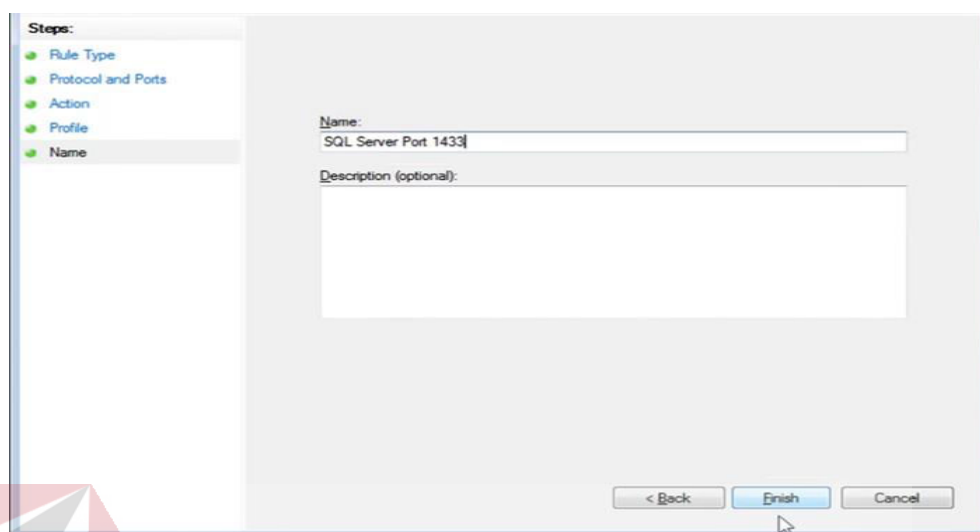 Steps:
Rule Type
Protocol and Ports
Action
Profile
Name
Name:
SQL Server Port 1433
Description (optional):
< Back
Finish
Cancel